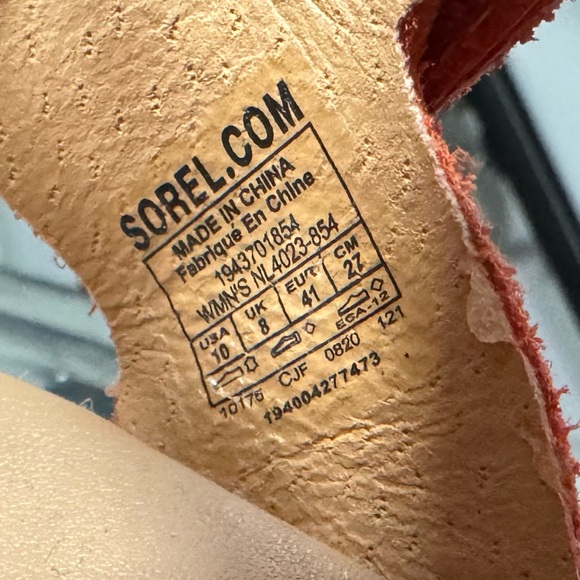 SOREL.COM
MADE IN CHINA
Fabriqué En Chine
1943701854
WMN'S NL4023-854
USA UK EUR CM
10 8 41 27
EGA-12
10176 CJF 0820 121
194004277473